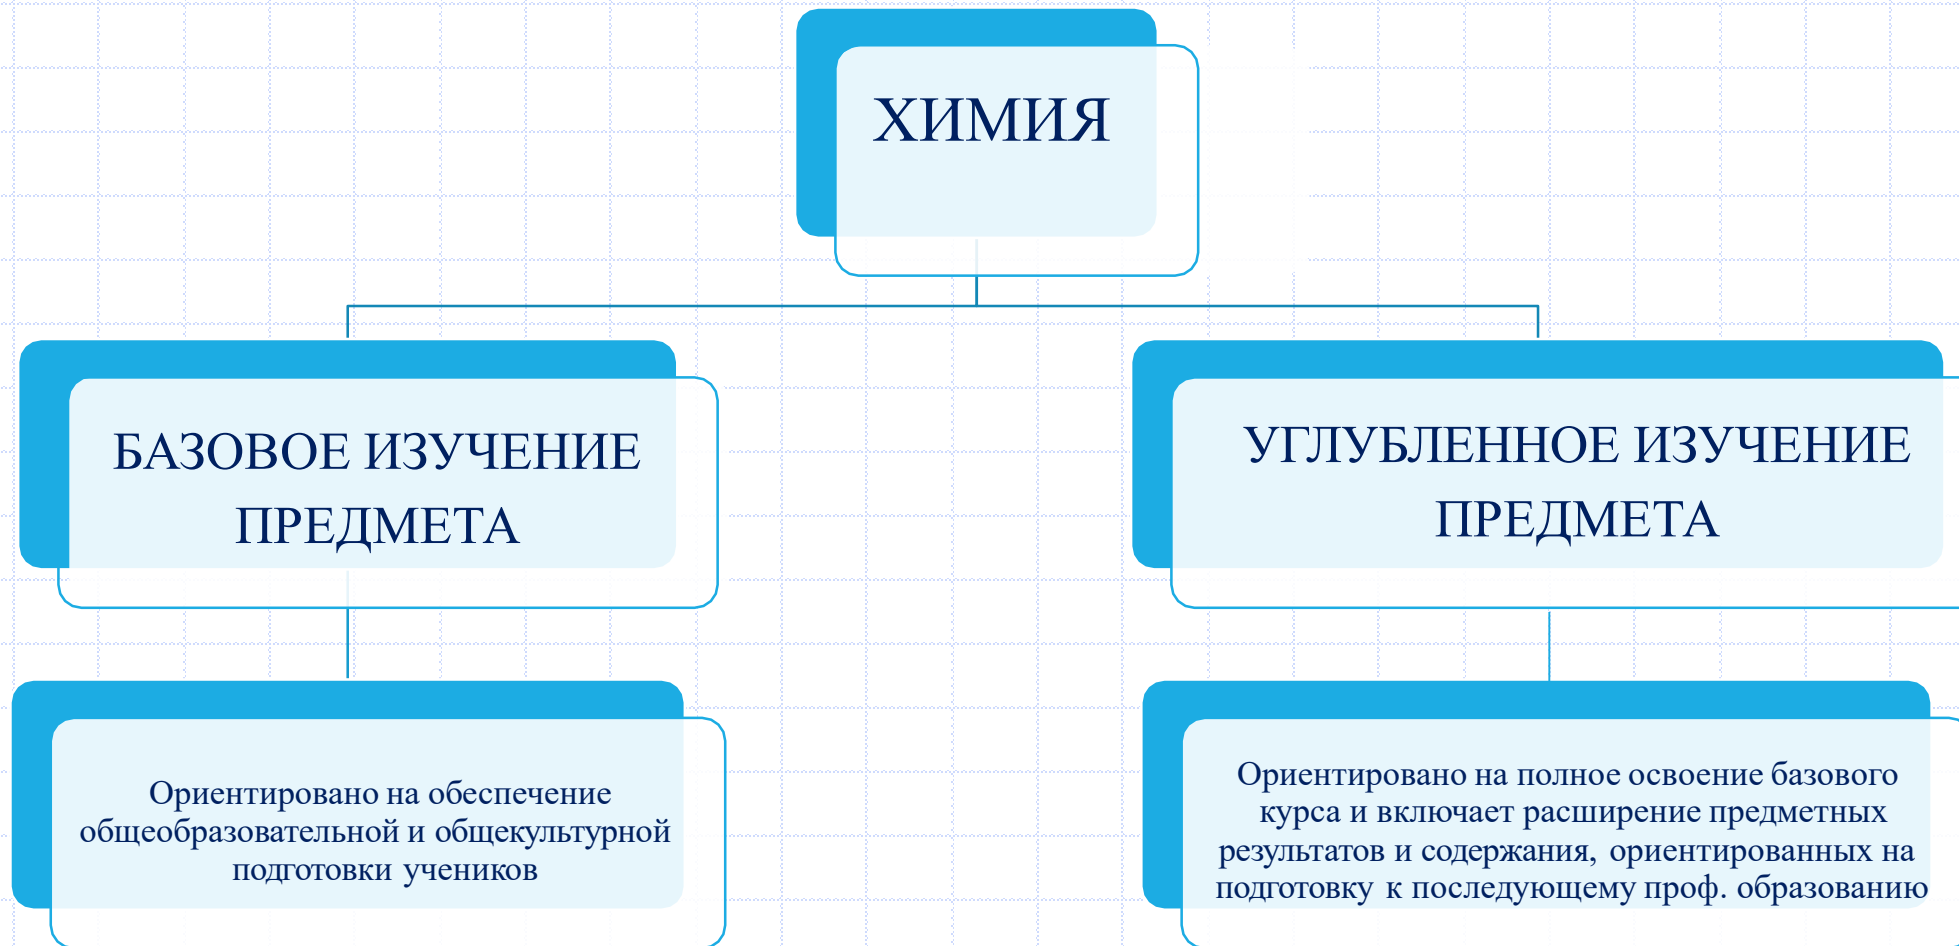 ХИМИЯ
БАЗОВОЕ ИЗУЧЕНИЕ
ПРЕДМЕТА
УГЛУБЛЕННОЕ ИЗУЧЕНИЕ
ПРЕДМЕТА
Ориентировано на обеспечение
общеобразовательной и общекультурной
подготовки учеников
Ориентировано на полное освоение базового
курса и включает расширение предметных
результатов и содержания, ориентированных на
подготовку к последующему проф. образованию